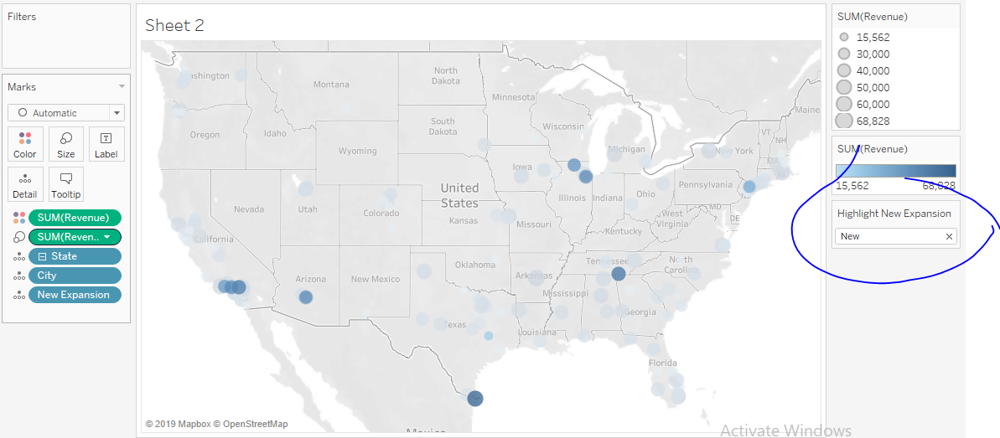 Filters
Marks
Automatic
Color
Size
Label
Detail
Tooltip
SUM(Revenue)
SUM(Reven..
State
City
New Expansion
Sheet 2
ashington
Montana
North
Dakota
Minnesota
Maine
Oregon
Idaho
South
Dakota
Wisconsin
Michigan
VT
NH
New York
Wyoming
MA
Iowa
United
States
Pennsylvania
Nevada
Utah
Colorado
Kansas
Missouri
Illinois
Indiana
Ohio
MD
DE
West
Virginia
California
Kentucky
Arizona
New Mexico
Oklahoma
Arkansas
Tennessee
North
Carolina
Mississippi
Georgia
Texas
Louisiana
Florida
Mexico
© 2019 Mapbox © OpenStreetMap
SUM(Revenue)
15,562
30,000
40,000
50,000
60,000
68,828
SUM(Revenue)
15,562 68,828
Highlight New Expansion
New
Activate Windows